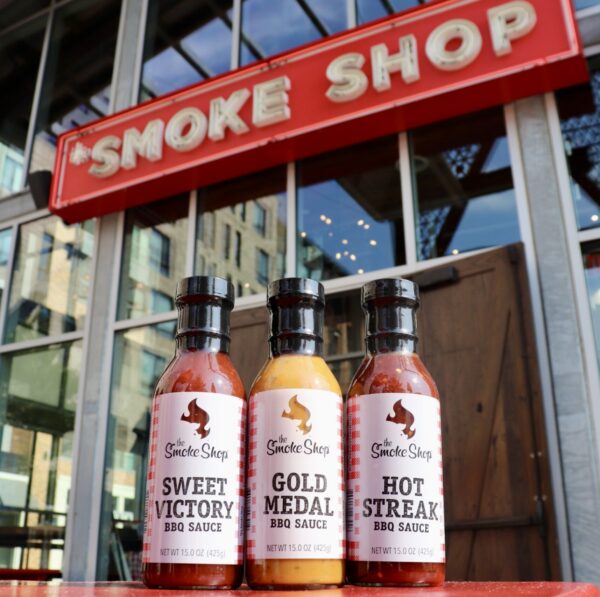 SMOKE SHOP
the
Smoke Shop
SWEET
VICTORY
BBQ SAUCE
NET WT 15.0 OZ (425g)
the
Smoke Shop
GOLD
MEDAL
BBQ SAUCE
NET WT 15.0 OZ (425g)
the
Smoke Shop
HOT
STREAK
BBQ SAUCE
NET WT 15.0 OZ (425g)